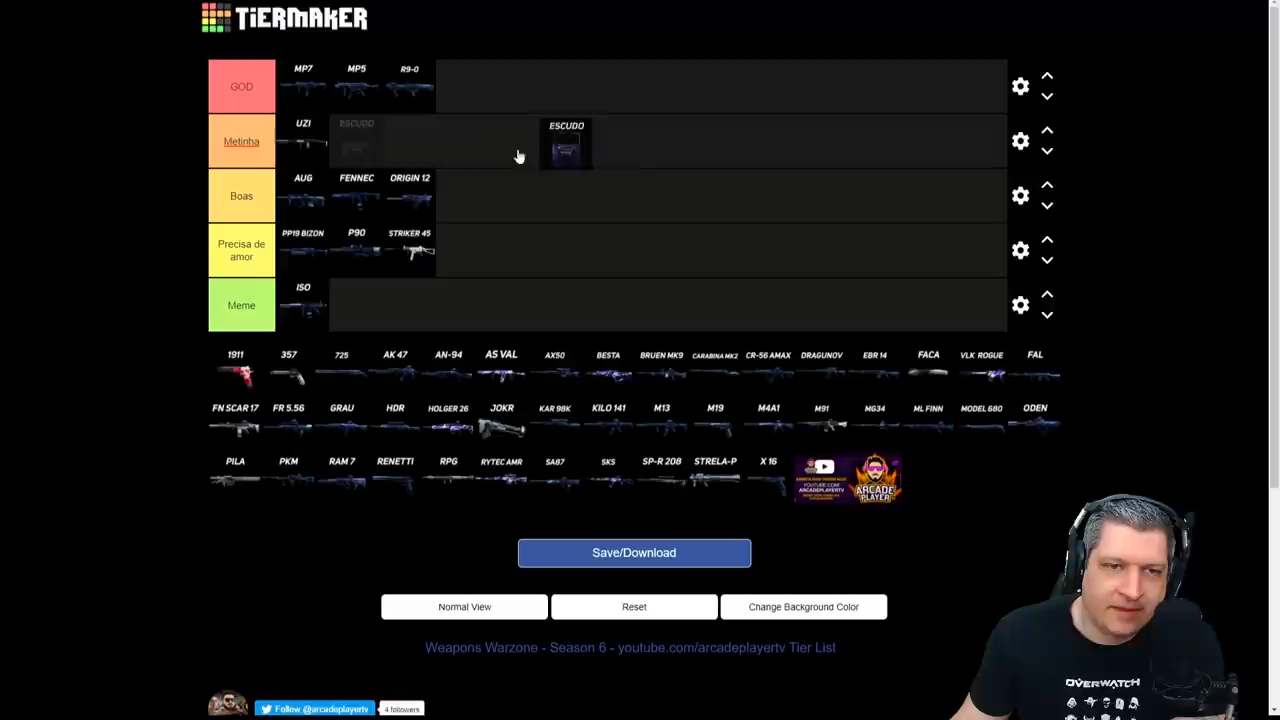 TiERMAKER
GOD
MP7
MP5
R9-0
Metinha
UZI
ESCUDO
ESCUDO
Boas
AUG
FENNEC
ORIGIN 12
Precisa de
amor
PP19 BIZON
P90
STRIKER 45
Meme
ISO
1911
357
725
AK 47
AN-94
AS VAL
AX50
BESTA
BRUEN MK9
CARABINA MK2
CR-56 AMAX
DRAGUNOV
EBR 14
FACA
VLK ROGUE
FAL
FN SCAR 17
FR 5.56
GRAU
HDR
HOLGER 26
JOKR
KAR 98K
KILO 141
M13
M19
M4A1
M91
MG34
ML FINN
MODEL 680
ODEN
PILA
PKM
RAM 7
RENETTI
RPG
RYTEC AMR
SA87
SKS
SP-R 208
STRELA-P
X 16
YOUTUBE.COM/
ARCADEPLAYERTV
ARCADE
PLAYER
Save/Download
Normal View
Reset
Change Background Color
Weapons Warzone - Season 6 - youtube.com/arcadeplayertv Tier List
Follow @arcadeplayertv
4 followers
OVERWATCH